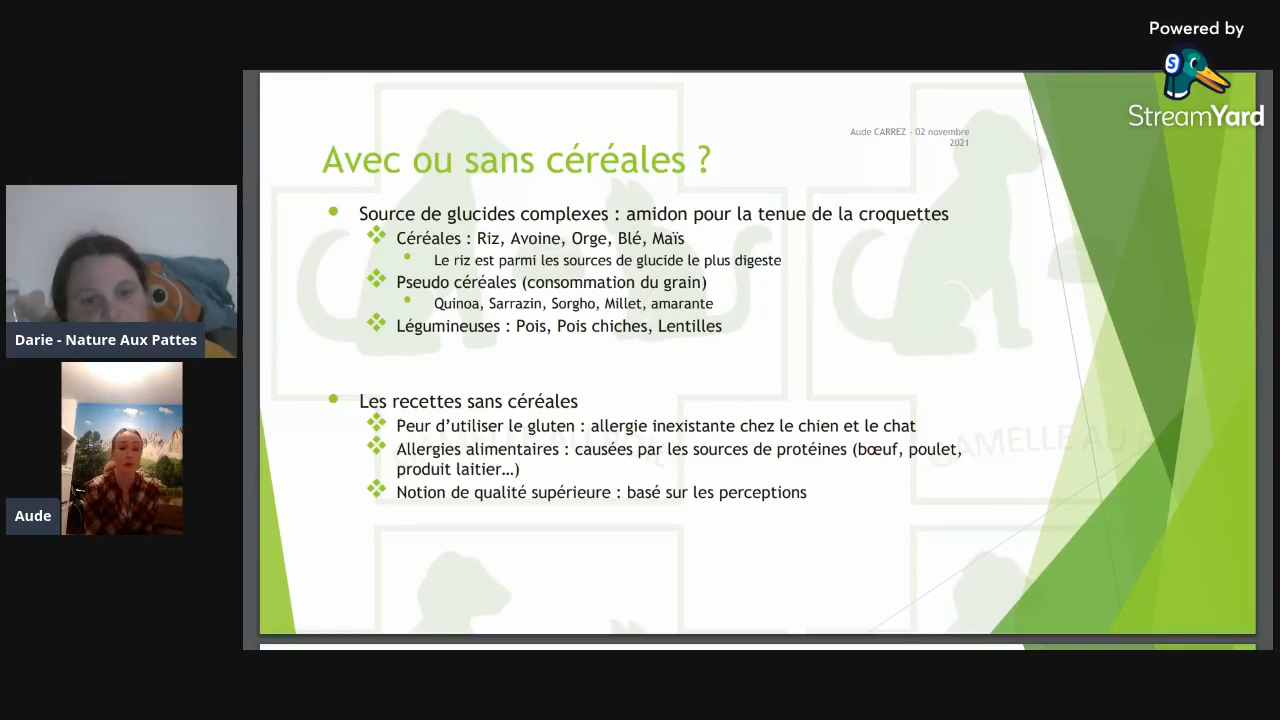 Powered by
StreamYard
Aude CARREZ - 02 novembre
2021
Avec ou sans céréales ?
Source de glucides complexes : amidon pour la tenue de la croquettes
Céréales : Riz, Avoine, Orge, Blé, Maïs
Le riz est parmi les sources de glucide le plus digeste
Pseudo céréales (consommation du grain)
Quinoa, Sarrazin, Sorgho, Millet, amarante
Légumineuses : Pois, Pois chiches, Lentilles
Les recettes sans céréales
Peur d’utiliser le gluten : allergie inexistante chez le chien et le chat
Allergies alimentaires : causées par les sources de protéines (bœuf, poulet,
produit laitier…)
Notion de qualité supérieure : basé sur les perceptions
GAMELLE AU
Darie - Nature Aux Pattes
Aude